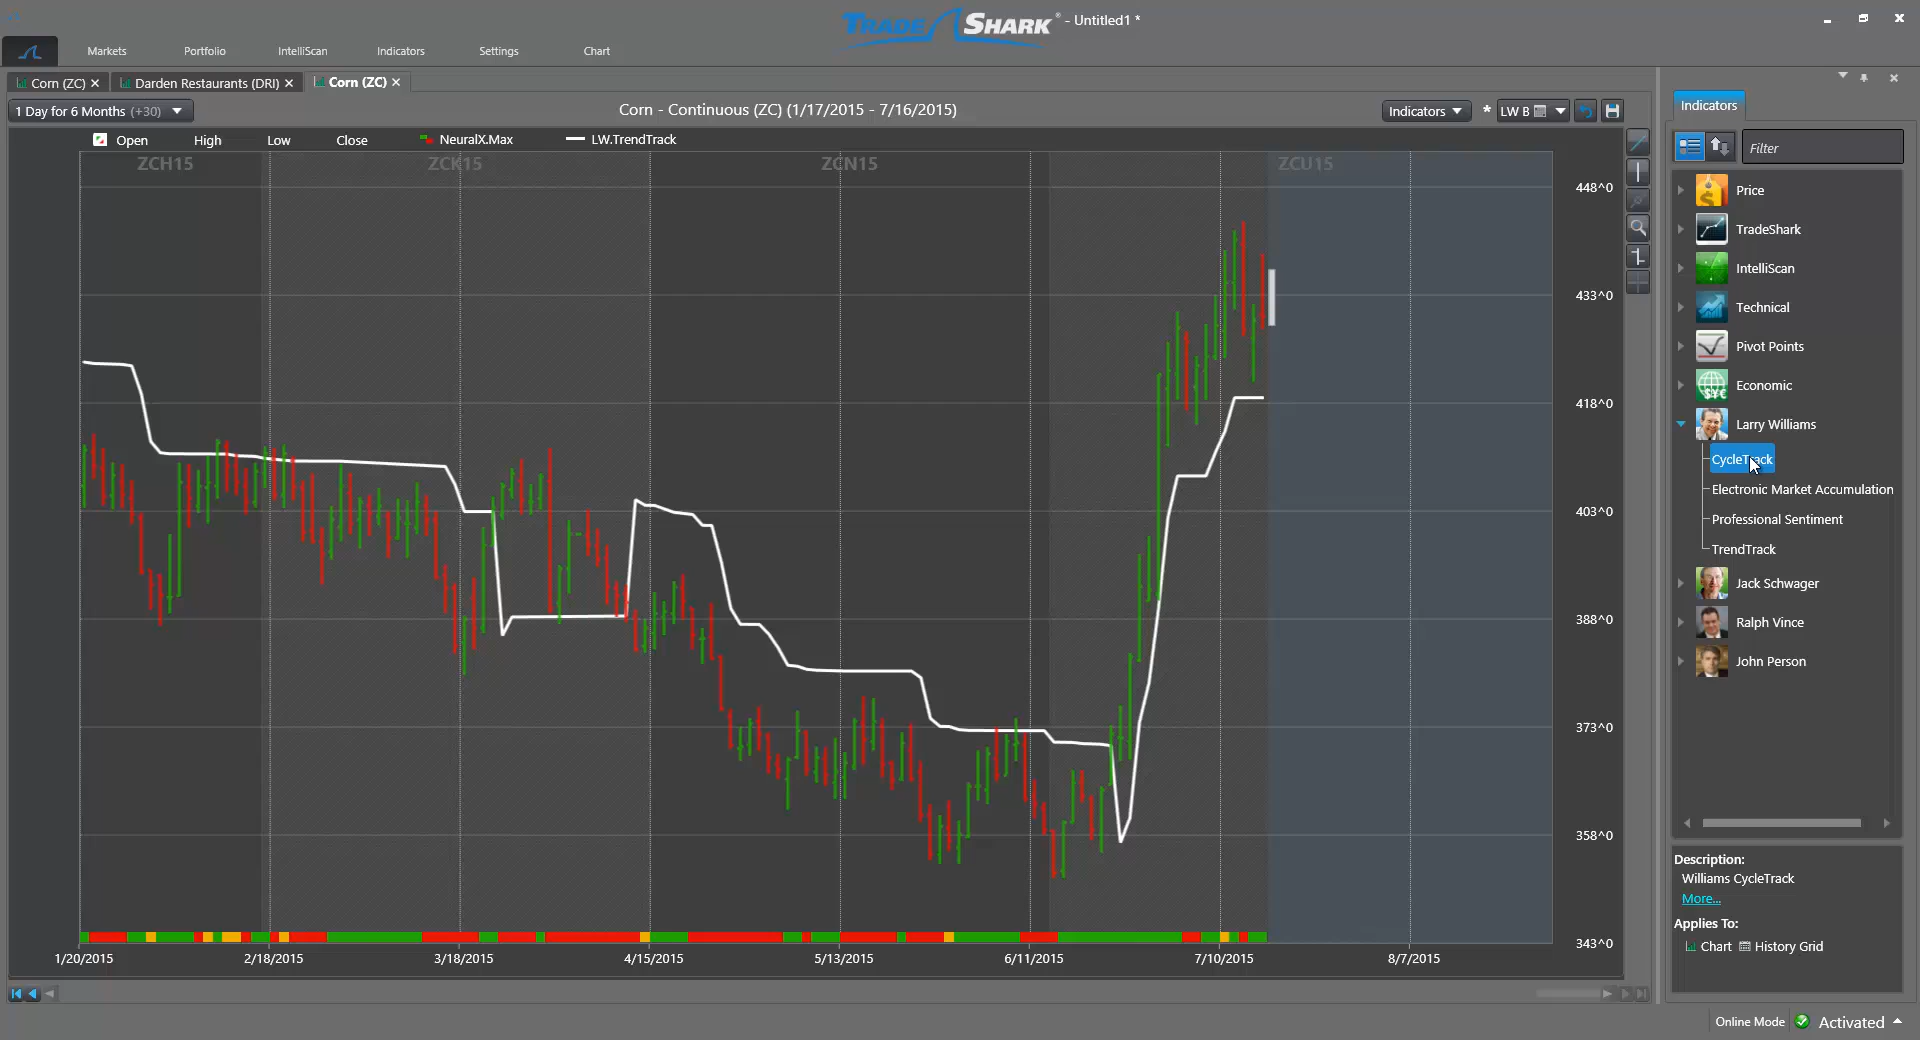 TRADE SHARK® - Untitled1 *
Markets Portfolio IntelliScan Indicators Settings Chart
Corn (ZC) Darden Restaurants (DRI) Corn (ZC)
1 Day for 6 Months (+30)
Corn - Continuous (ZC) (1/17/2015 - 7/16/2015)
Indicators * LW B
Open High Low Close NeuralX.Max LW.TrendTrack
ZCH15 ZCK15 ZCN15 ZCU15
448^0
433^0
418^0
403^0
388^0
373^0
358^0
343^0
1/20/2015 2/18/2015 3/18/2015 4/15/2015 5/13/2015 6/11/2015 7/10/2015 8/7/2015
Indicators
Filter
Price
TradeShark
IntelliScan
Technical
Pivot Points
Economic
Larry Williams
CycleTrack
Electronic Market Accumulation
Professional Sentiment
TrendTrack
Jack Schwager
Ralph Vince
John Person
Description:
Williams CycleTrack
More...
Applies To:
Chart History Grid
Online Mode Activated